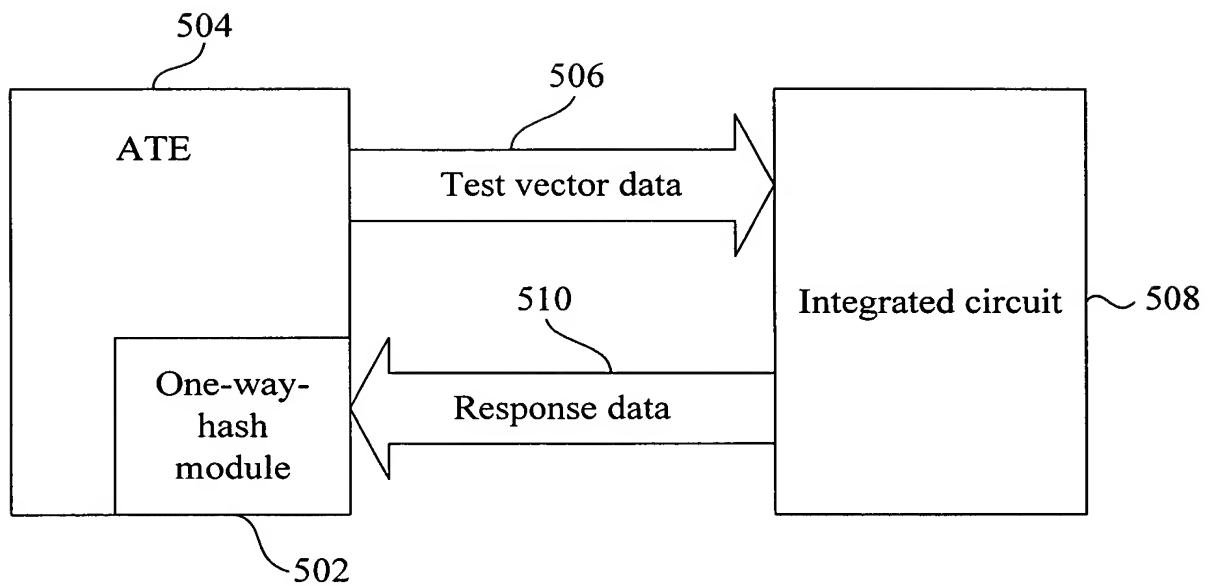 504
ATE
506
Test vector data
Integrated circuit
508
510
Response data
One-way-
hash
module
502